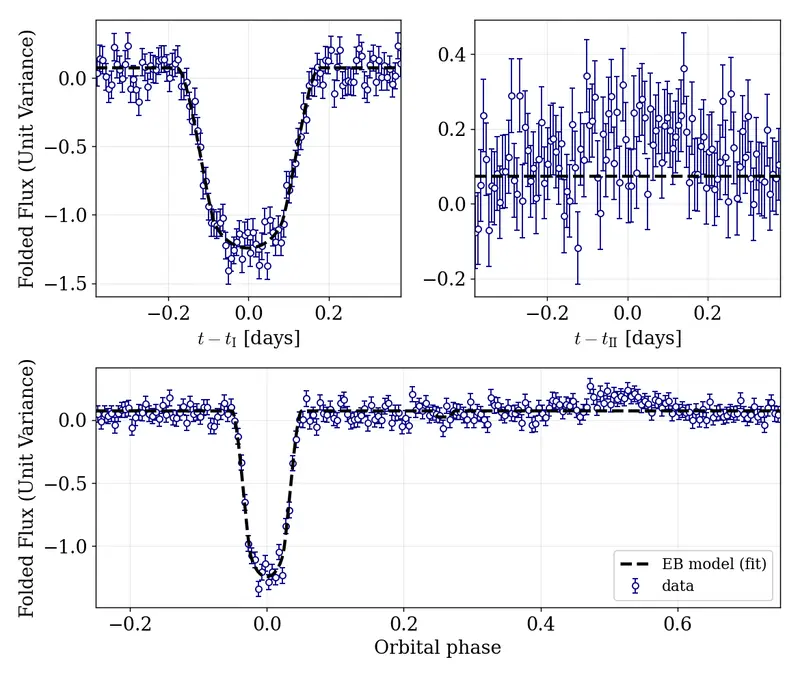 Folded Flux (Unit Variance)
0.0
−0.5
−1.0
−1.5
−0.2 0.0 0.2
t − tI [days]
0.4
0.2
0.0
−0.2
−0.2 0.0 0.2
t − tII [days]
Folded Flux (Unit Variance)
0.0
−0.5
−1.0
−0.2 0.0 0.2 0.4 0.6
Orbital phase
EB model (fit)
data